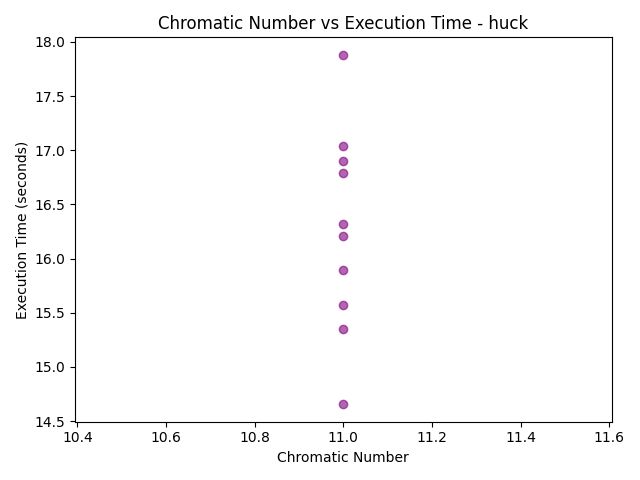 Chromatic Number vs Execution Time - huck
18.0
17.5
17.0
16.5
16.0
15.5
15.0
14.5
Execution Time (seconds)
10.4 10.6 10.8 11.0 11.2 11.4 11.6
Chromatic Number